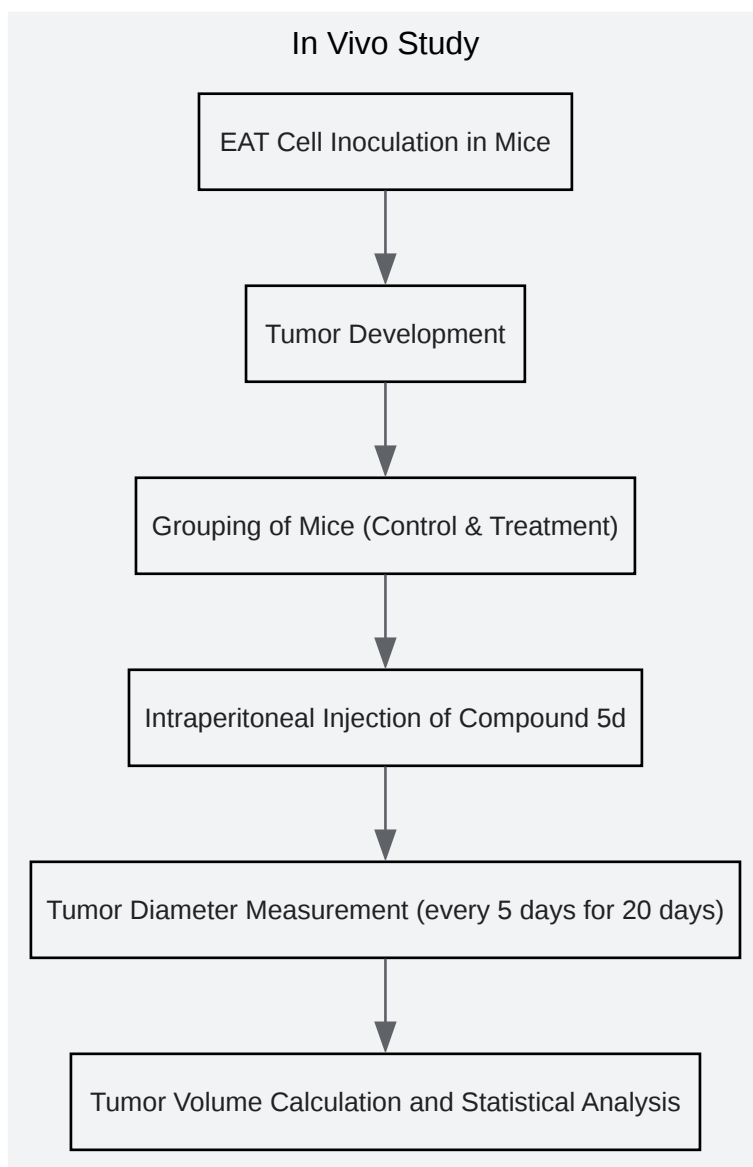 In Vivo Study
EAT Cell Inoculation in Mice
Tumor Development
Grouping of Mice (Control & Treatment)
Intraperitoneal Injection of Compound 5d
Tumor Diameter Measurement (every 5 days for 20 days)
Tumor Volume Calculation and Statistical Analysis